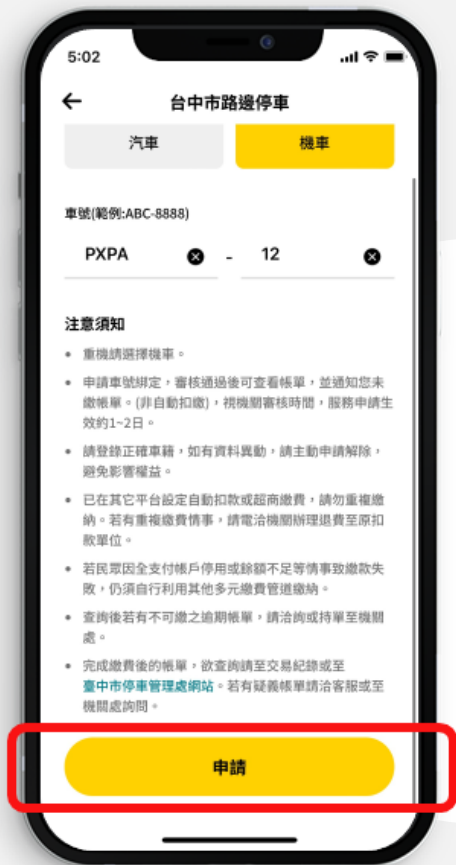 5:02
台中市路邊停車
汽車 機車
車號(範例:ABC-8888)
PXPA - 12
注意須知
• 重機請選擇機車。
• 申請車號綁定，審核通過後可查看帳單，並通知您未
繳帳單。(非自動扣繳)，視機關審核時間，服務申請生
效約1~2日。
• 請登錄正確車籍，如有資料異動，請主動申請解除，
避免影響權益。
• 已在其它平台設定自動扣款或超商繳費，請勿重複繳
納。若有重複繳費情事，請電洽機關辦理退費至原扣
款單位。
• 若民眾因全支付帳戶停用或餘額不足等情事致繳款失
敗，仍須自行利用其他多元繳費管道繳納。
• 查詢後若有不可繳之逾期帳單，請洽詢或持單至機關
處。
• 完成繳費後的帳單，欲查詢請至交易紀錄或至
臺中市停車管理處網站。若有疑義帳單請洽客服或至
機關處詢問。
申請